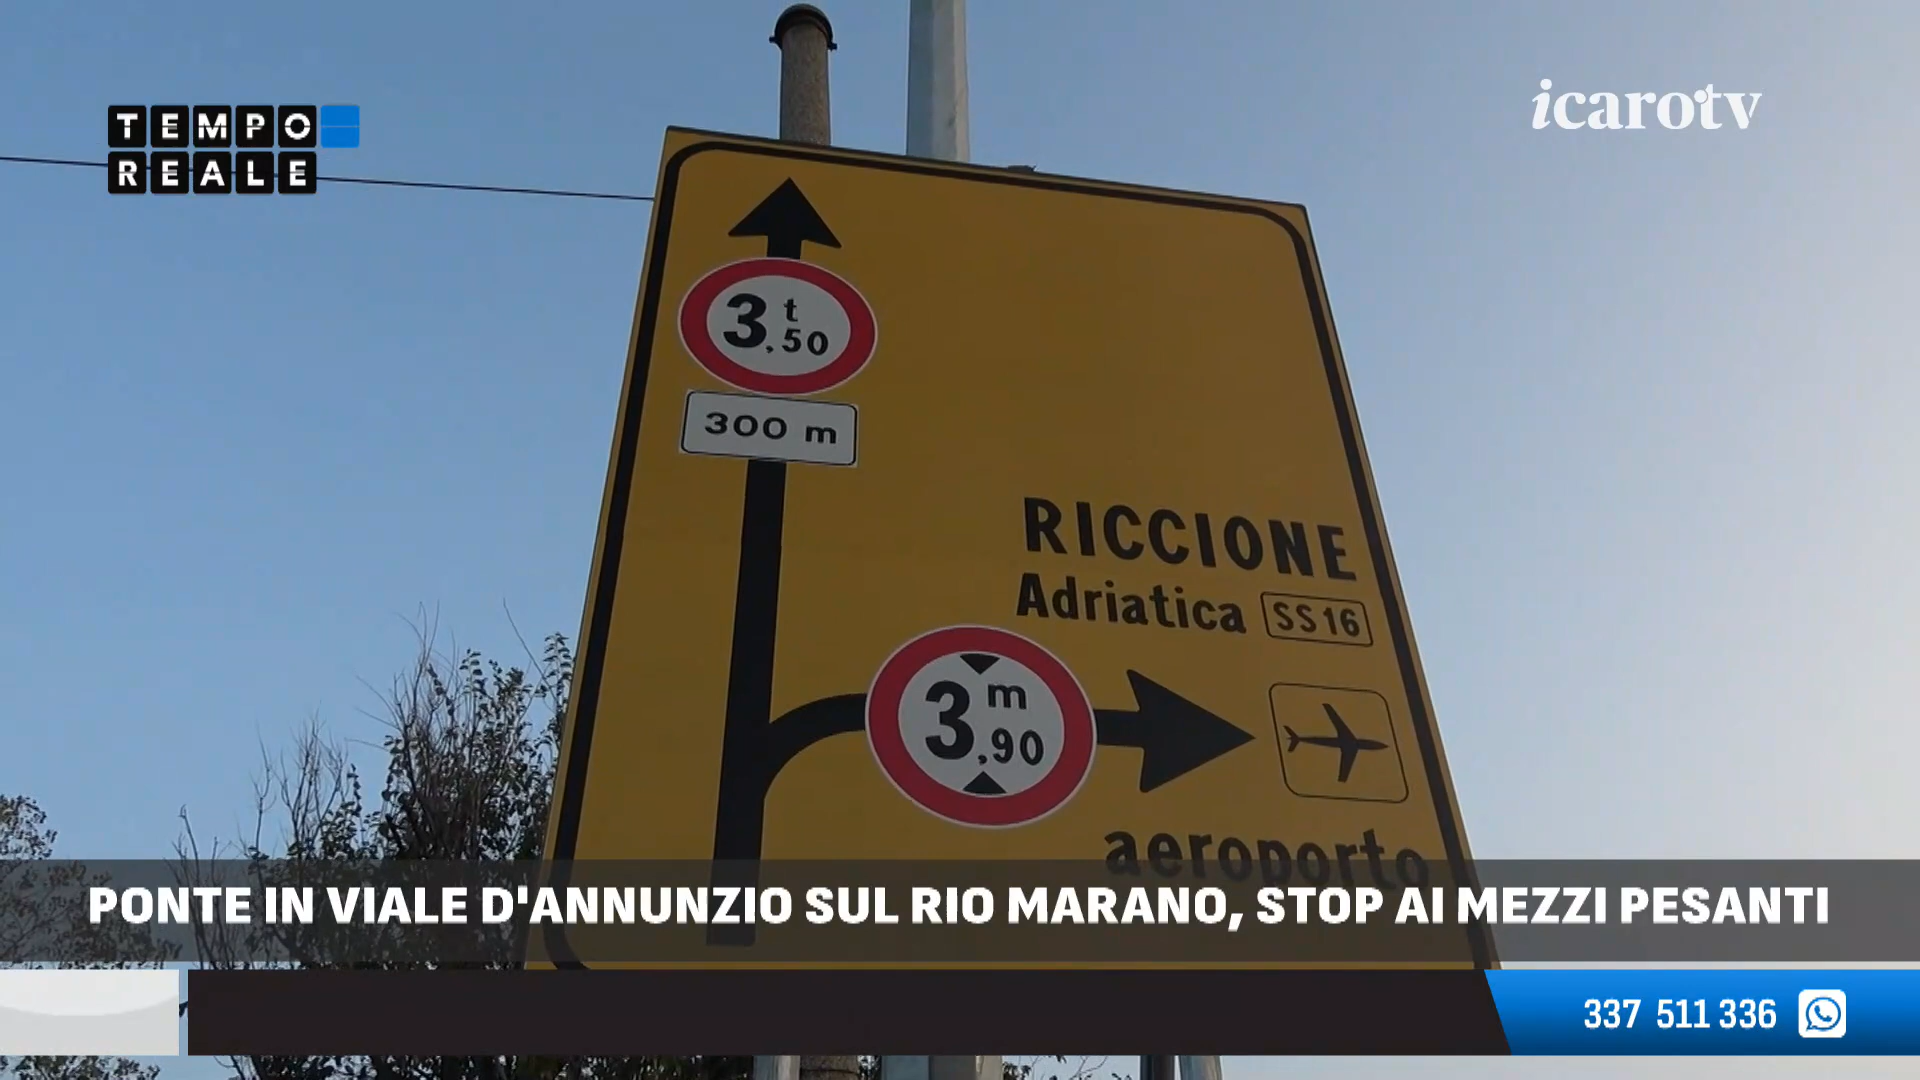 TEMPO
REALE
icarotv
3,50 t
300 m
RICCIONE
Adriatica SS16
3,90 m
aeroporto
PONTE IN VIALE D'ANNUNZIO SUL RIO MARANO, STOP AI MEZZI PESANTI
337 511 336